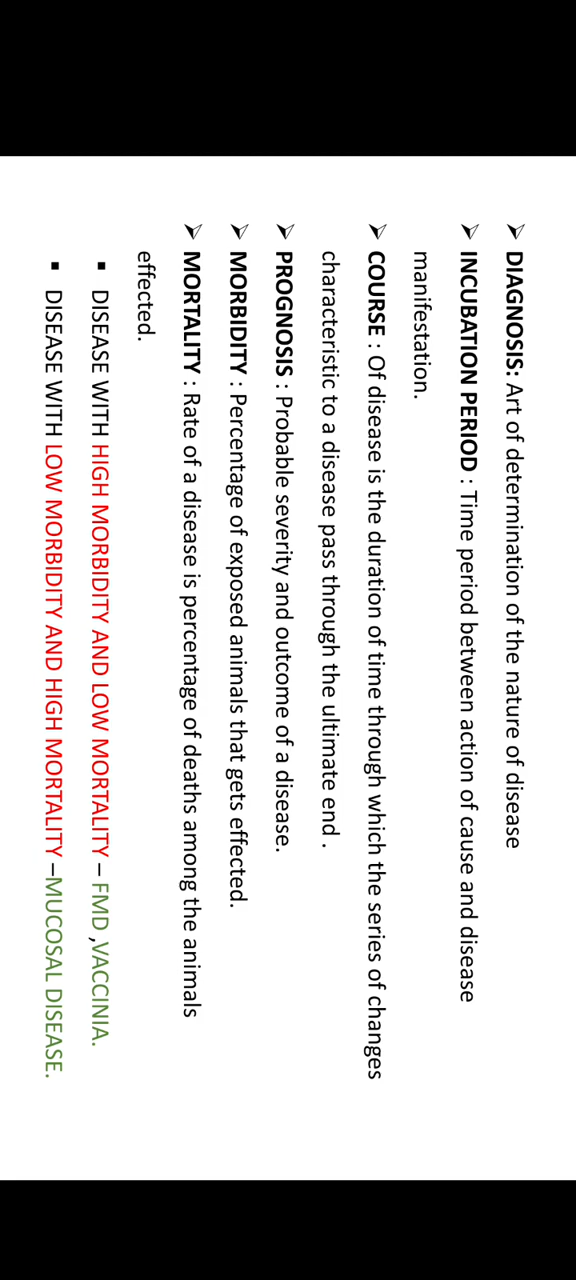 ➢ DIAGNOSIS: Art of determination of the nature of disease
➢ INCUBATION PERIOD : Time period between action of cause and disease
manifestation.
➢ COURSE : Of disease is the duration of time through which the series of changes
characteristic to a disease pass through the ultimate end .
➢ PROGNOSIS : Probable severity and outcome of a disease.
➢ MORBIDITY : Percentage of exposed animals that gets effected.
➢ MORTALITY : Rate of a disease is percentage of deaths among the animals
effected.
▪ DISEASE WITH HIGH MORBIDITY AND LOW MORTALITY – FMD ,VACCINIA.
▪ DISEASE WITH LOW MORBIDITY AND HIGH MORTALITY –MUCOSAL DISEASE.